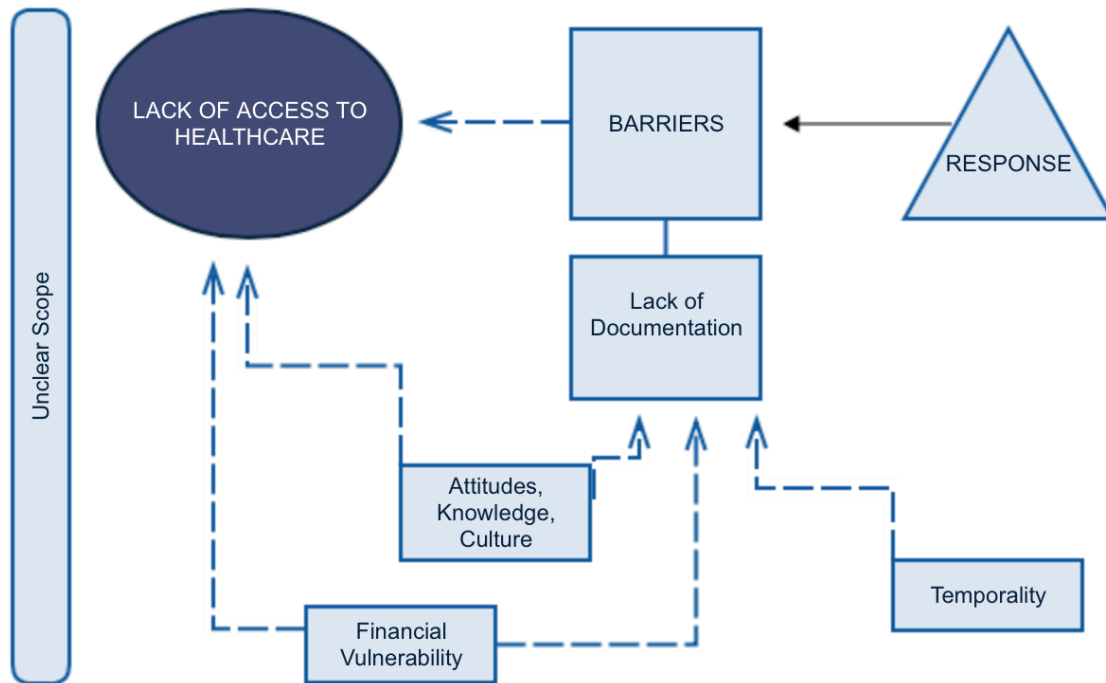 LACK OF ACCESS TO
HEALTHCARE
BARRIERS
RESPONSE
Unclear Scope
Lack of
Documentation
Attitudes,
Knowledge,
Culture
Temporality
Financial
Vulnerability